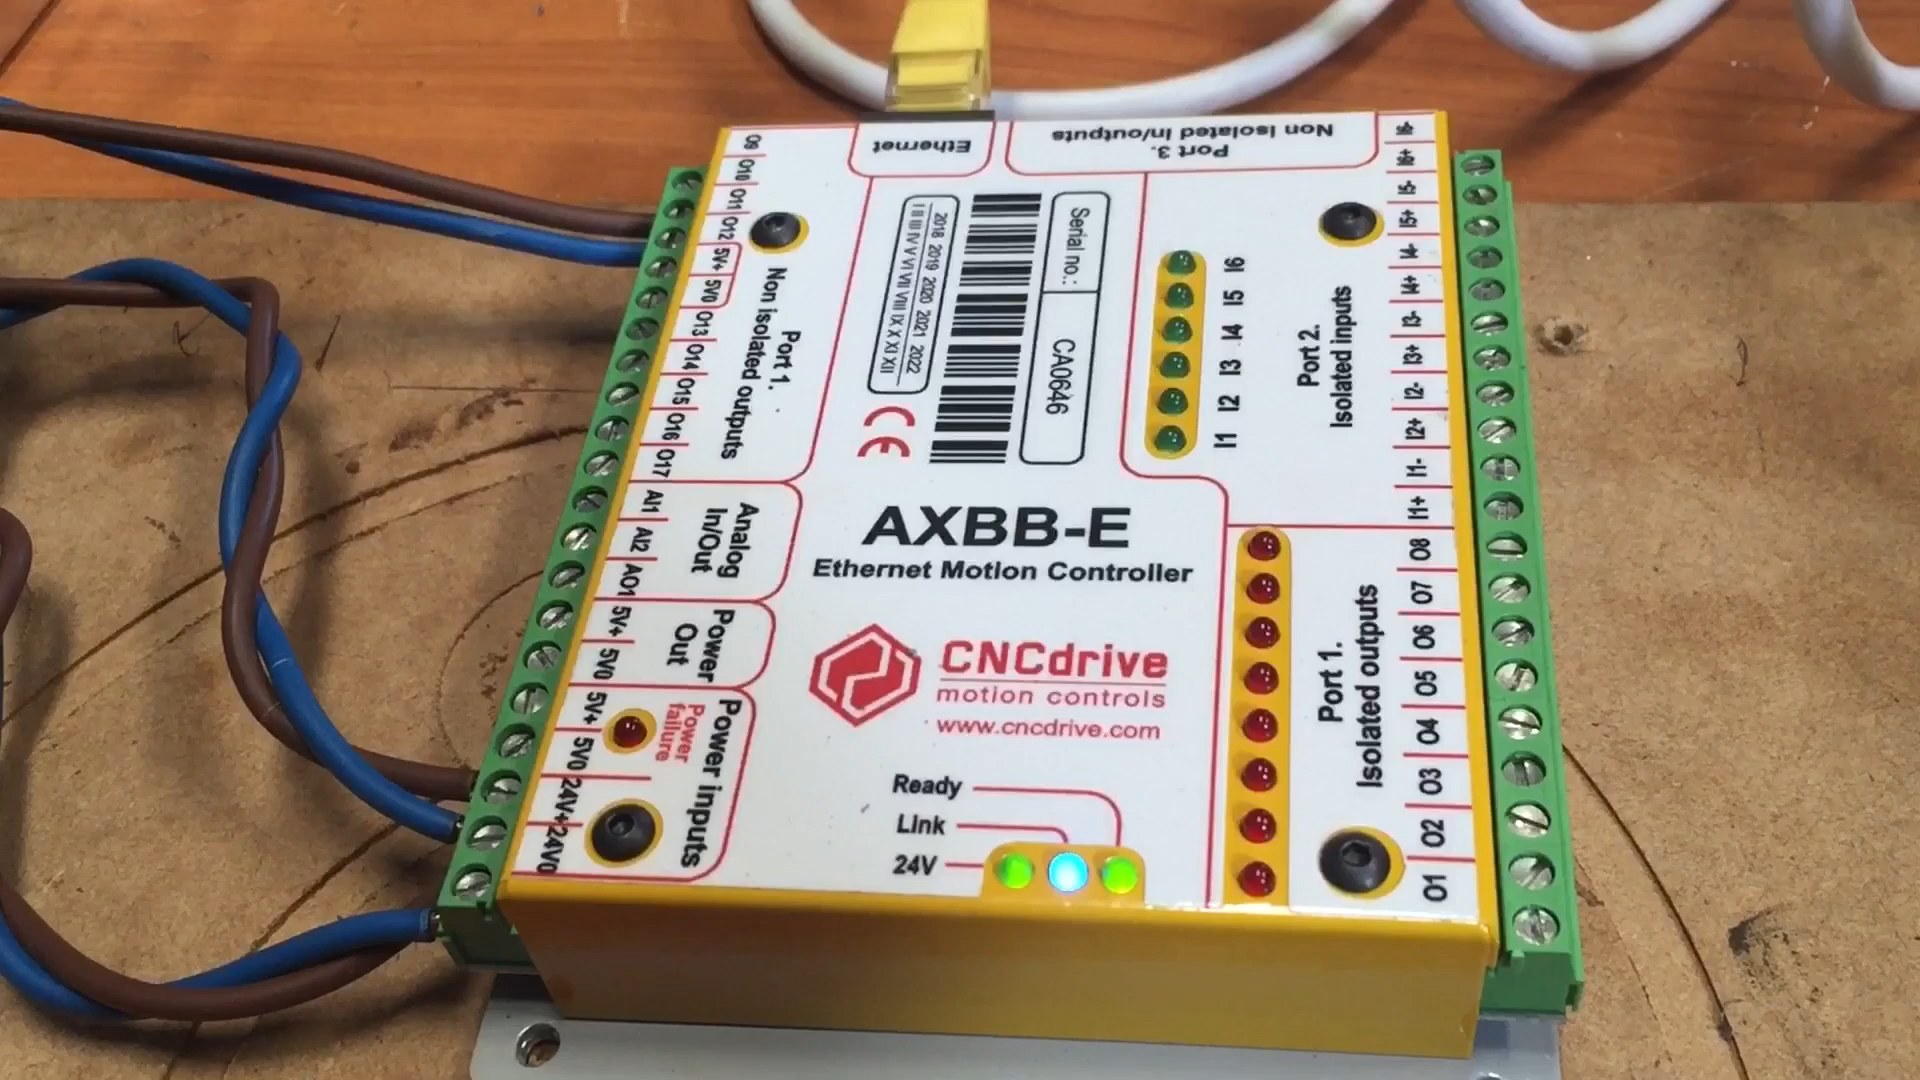 Ethernet
Port 3.
Non Isolated In/outputs
O9
O10
O11
O12
5V+
5V0
O13
O14
O15
O16
O17
AI1
AI2
AO1
5V+
5V0
5V+
5V0
24V+
24V0
Port 1.
Non isolated outputs
Analog
In/Out
Power
Out
Power inputs
Power
failure
2018 2019 2020 2021 2022
I II III IV V VI VII VIII IX X XI XII
CE
Serial no.:
CA0646
I6
I5
I4
I3
I2
I1
Port 2.
Isolated inputs
I6-
I6+
I5-
I5+
I4-
I4+
I3-
I3+
I2-
I2+
I1-
I1+
O8
O7
O6
O5
O4
O3
O2
O1
Port 1.
Isolated outputs
AXBB-E
Ethernet Motion Controller
CNCdrive
motion controls
www.cncdrive.com
Ready
Link
24V